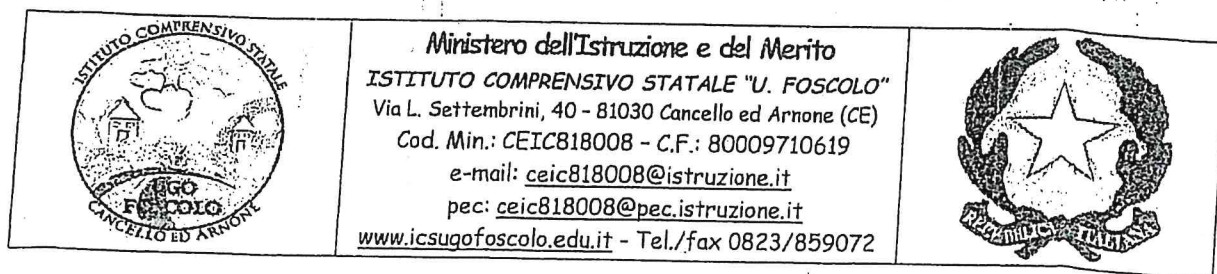 ISTITUTO COMPRENSIVO STATALE
UGO
FOSCOLO
CANCELLO ED ARNONE
Ministero dell'Istruzione e del Merito
ISTITUTO COMPRENSIVO STATALE "U. FOSCOLO"
Via L. Settembrini, 40 - 81030 Cancello ed Arnone (CE)
Cod. Min.: CEIC818008 - C.F.: 80009710619
e-mail: ceic818008@istruzione.it
pec: ceic818008@pec.istruzione.it
www.icsugofoscolo.edu.it - Tel./fax 0823/859072
REPUBBLICA ITALIANA